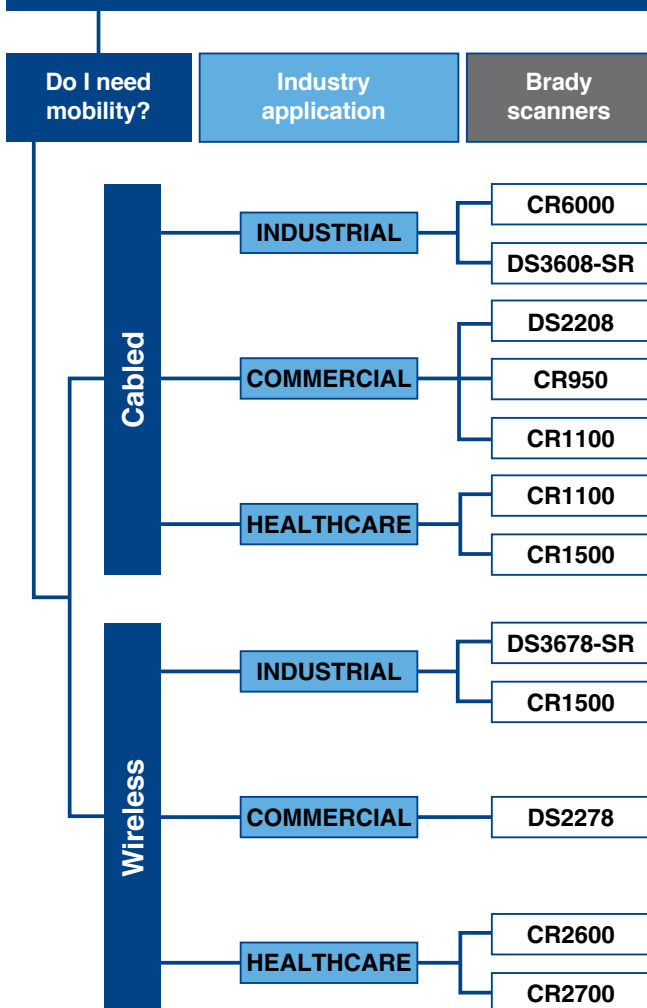 Do I need
mobility?
Industry
application
Brady
scanners
Cabled
INDUSTRIAL
CR6000
DS3608-SR
COMMERCIAL
DS2208
CR950
CR1100
HEALTHCARE
CR1100
CR1500
Wireless
INDUSTRIAL
DS3678-SR
CR1500
COMMERCIAL
DS2278
HEALTHCARE
CR2600
CR2700